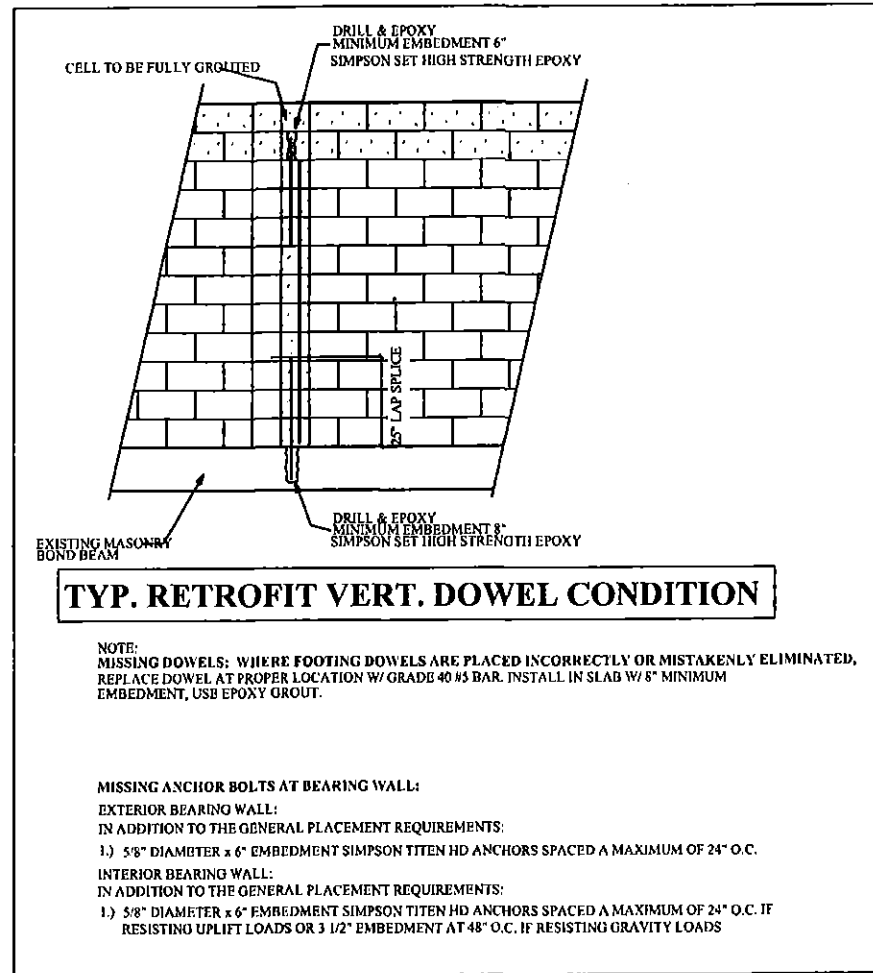 DRILL & EPOXY
MINIMUM EMBEDMENT 6"
SIMPSON SET HIGH STRENGTH EPOXY
CELL TO BE FULLY GROUTED
25" LAP SPLICE
DRILL & EPOXY
MINIMUM EMBEDMENT 8"
SIMPSON SET HIGH STRENGTH EPOXY
EXISTING MASONRY
BOND BEAM
TYP. RETROFIT VERT. DOWEL CONDITION
NOTE:
MISSING DOWELS: WHERE FOOTING DOWELS ARE PLACED INCORRECTLY OR MISTAKENLY ELIMINATED,
REPLACE DOWEL AT PROPER LOCATION W/ GRADE 40 #5 BAR. INSTALL IN SLAB W/ 8" MINIMUM
EMBEDMENT, USE EPOXY GROUT.
MISSING ANCHOR BOLTS AT BEARING WALL:
EXTERIOR BEARING WALL:
IN ADDITION TO THE GENERAL PLACEMENT REQUIREMENTS:
1.) 5/8" DIAMETER x 6" EMBEDMENT SIMPSON TITEN HD ANCHORS SPACED A MAXIMUM OF 24" O.C.
INTERIOR BEARING WALL:
IN ADDITION TO THE GENERAL PLACEMENT REQUIREMENTS:
1.) 5/8" DIAMETER x 6" EMBEDMENT SIMPSON TITEN HD ANCHORS SPACED A MAXIMUM OF 24" O.C. IF
RESISTING UPLIFT LOADS OR 3 1/2" EMBEDMENT AT 48" O.C. IF RESISTING GRAVITY LOADS